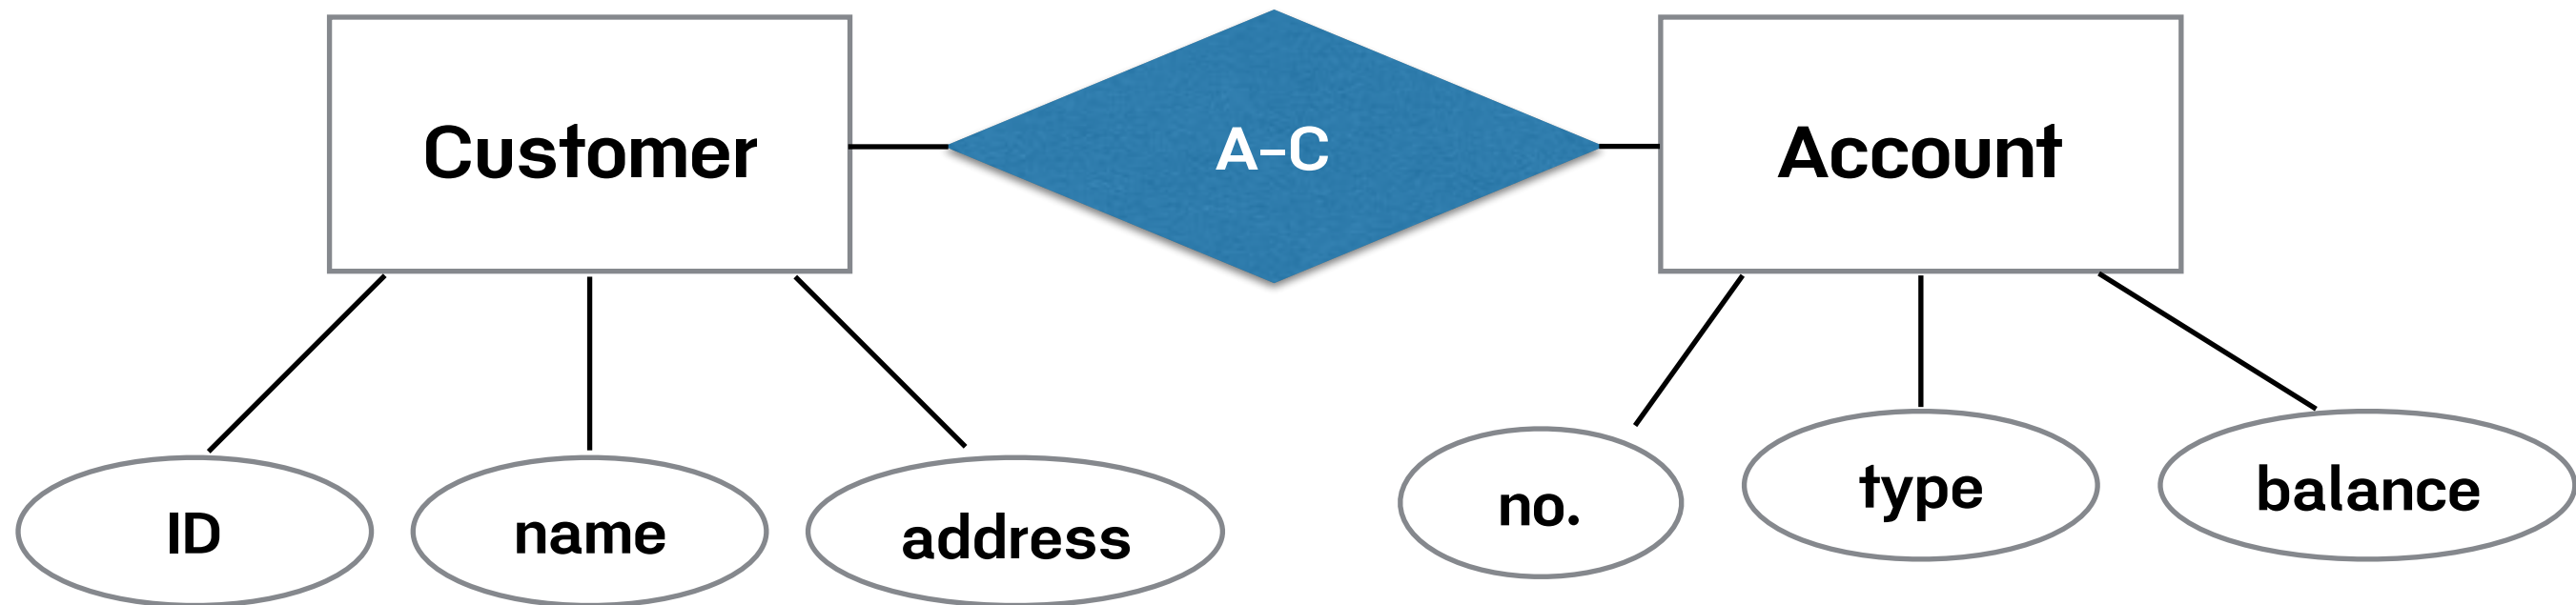 Customer
A–C
Account
ID
name
address
no.
type
balance